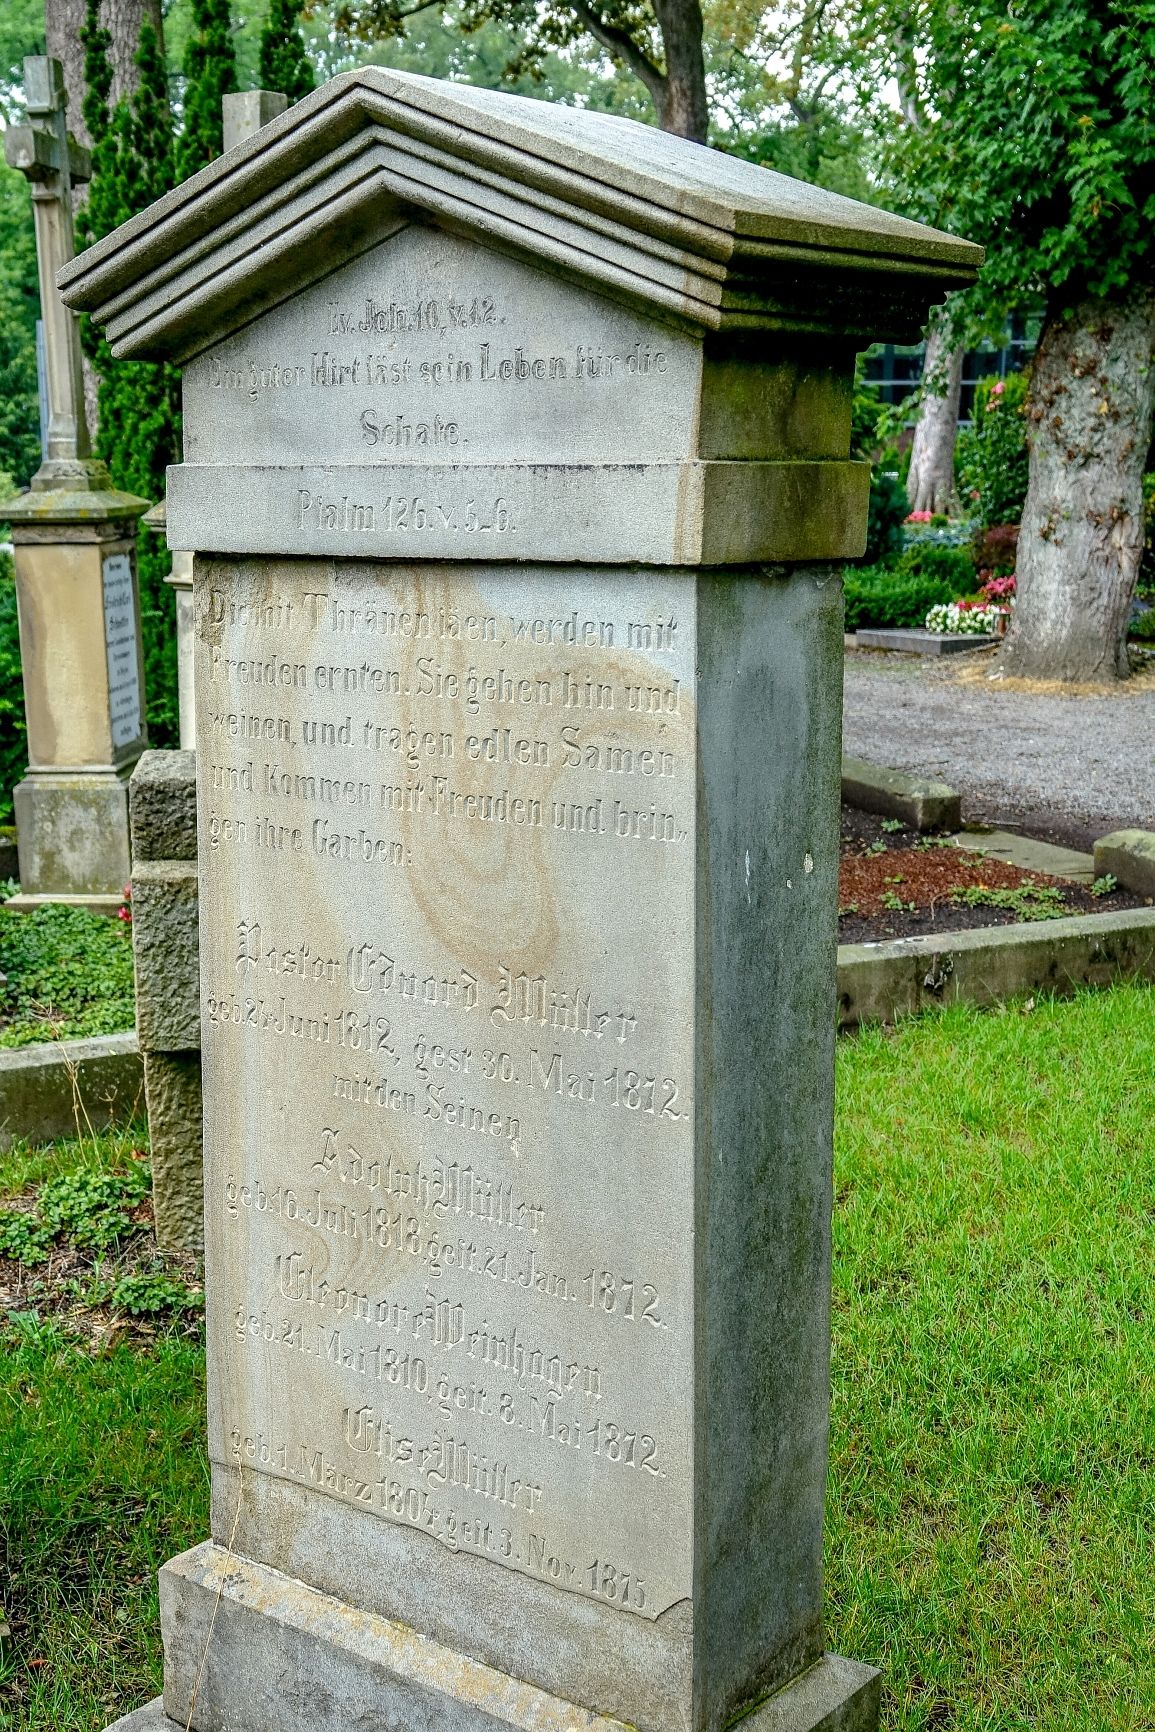 Ev. Joh. 10, v. 12.
Ein guter Hirt läst sein Leben für die
Schafe.
Psalm 126. v. 5-6.
Die mit Thränen säen, werden mit
Freuden ernten. Sie gehen hin und
weinen, und tragen edlen Samen
und Kommen mit Freuden und brin-
gen ihre Garben.
Pastor Eduard Müller
geb. 24. Juni 1812, gest 30. Mai 1872.
mit den Seinen
Adolph Müller
geb. 16. Juli 1818. gest. 21. Jan. 1872.
Eleonore Weinhagen
geb. 21. Mai 1810, gest. 8. Mai 1872.
Elise Müller
geb. 1. März 1804, gest 3. Nov. 1875.